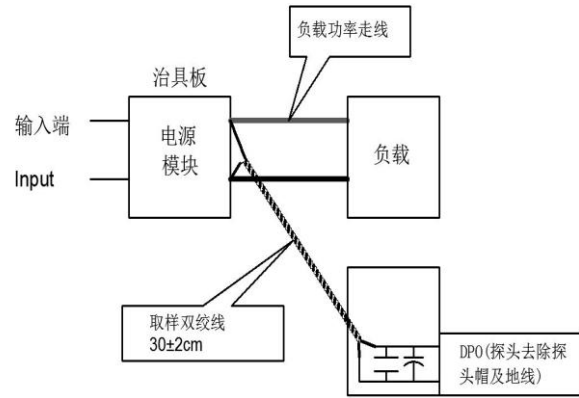 负载功率走线
治具板
输入端
Input
电源
模块
负载
取样双绞线
30±2cm
DPO(探头去除探
头帽及地线)